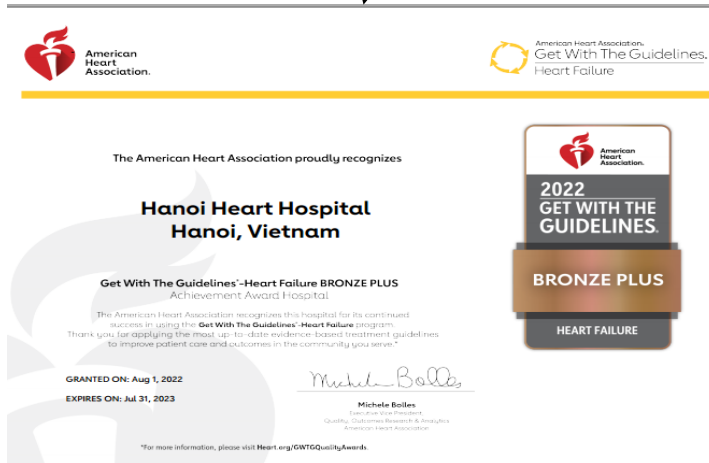 American
Heart
Association.
American Heart Association.
Get With The Guidelines.
Heart Failure
The American Heart Association proudly recognizes
Hanoi Heart Hospital
Hanoi, Vietnam
Get With The Guidelines®-Heart Failure BRONZE PLUS
Achievement Award Hospital
The American Heart Association recognizes this hospital for its continued
success in using the Get With The Guidelines®-Heart Failure program.
Thank you for applying the most up-to-date evidence-based treatment guidelines
to improve patient care and outcomes in the community you serve.*
GRANTED ON: Aug 1, 2022
EXPIRES ON: Jul 31, 2023
Michele Bolles
Michele Bolles
Executive Vice President
Quality, Outcomes Research & Analytics
American Heart Association
*For more information, please visit Heart.org/GWTGQualityAwards.
American
Heart
Association.
2022
GET WITH THE
GUIDELINES.
BRONZE PLUS
HEART FAILURE